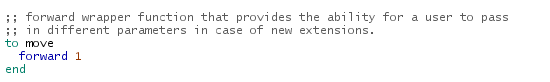 ;; forward wrapper function that provides the ability for a user to pass
;; in different parameters in case of new extensions.
to move
  forward 1
end